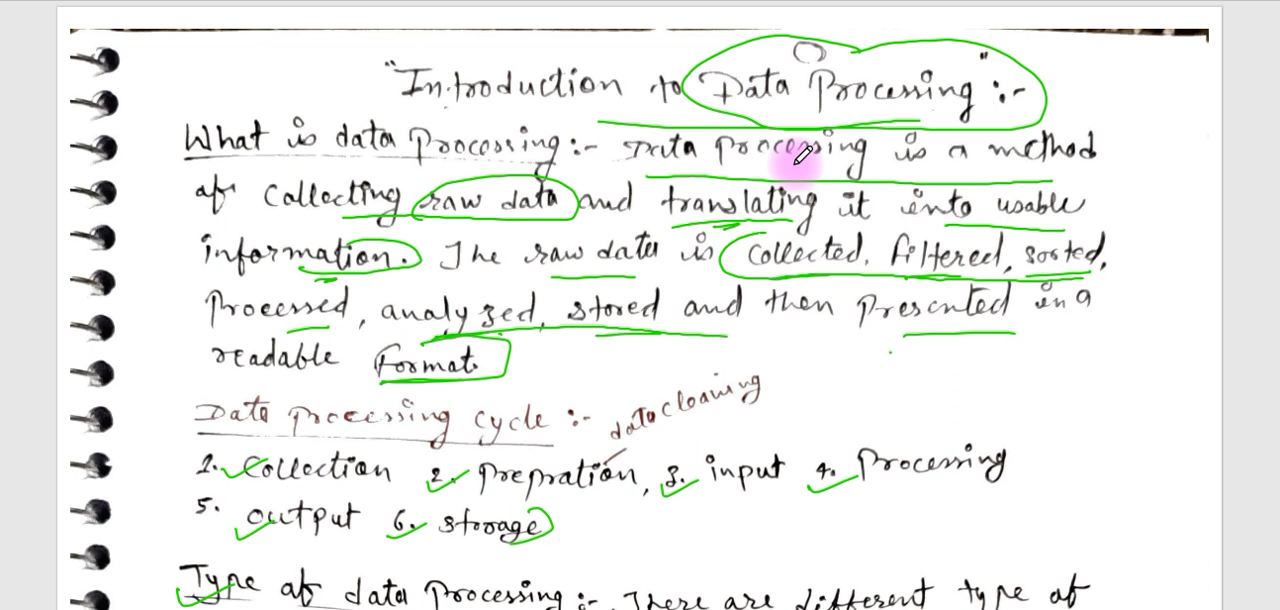 "Introduction to Data Processing" :-
What is data Processing :- Data Processing is a method
of Collecting raw data and translating it into usable
information. The raw data is Collected, filtered, sorted,
Processed, analyzed, stored and then Presented in a
readable format.
Data Processing cycle :- data cleaning
1. Collection 2. Prepration, 3. input 4. Processing
5. output 6. storage
Type of data Processing :- There are different type of